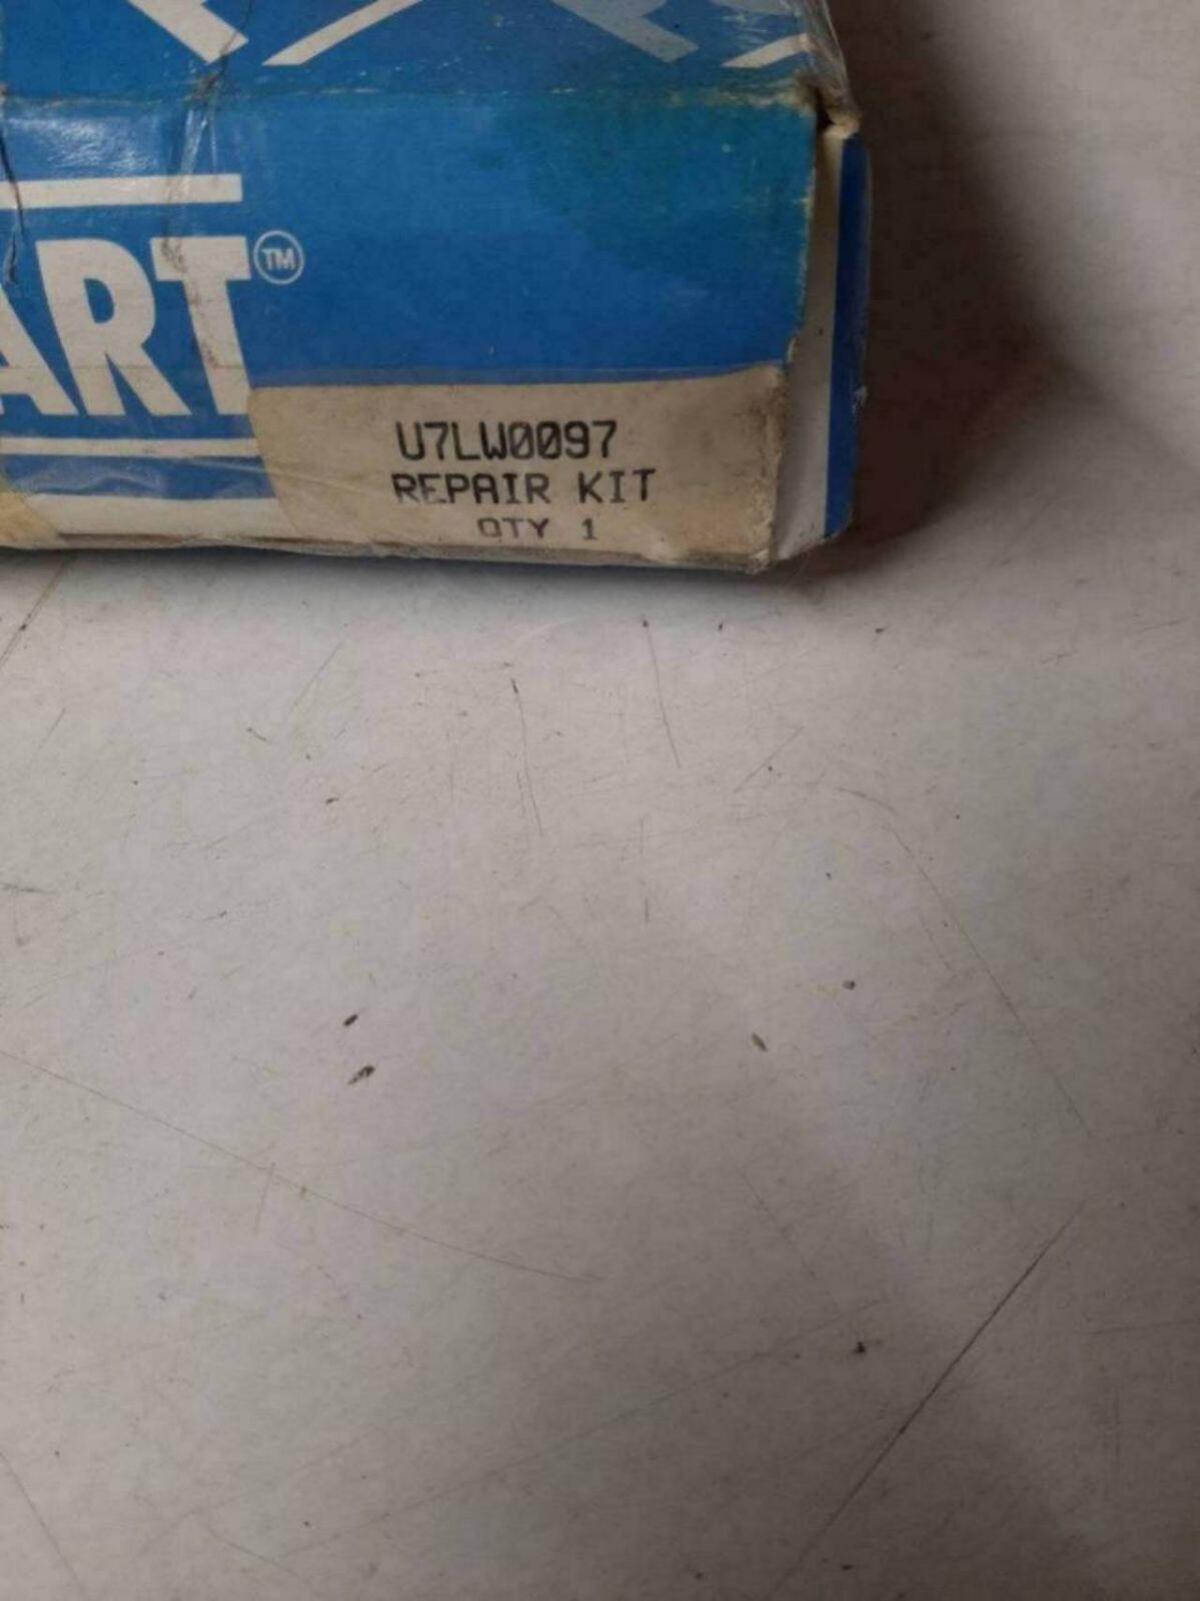 ART™
U7LW0097
REPAIR KIT
QTY 1